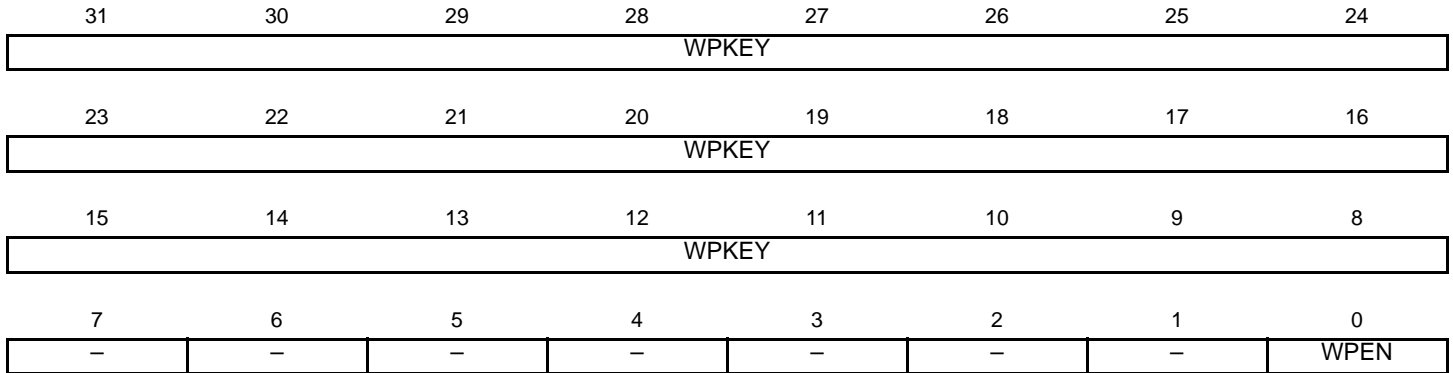 31 30 29 28 27 26 25 24
WPKEY
23 22 21 20 19 18 17 16
WPKEY
15 14 13 12 11 10 9 8
WPKEY
7 6 5 4 3 2 1 0
– – – – – – – WPEN